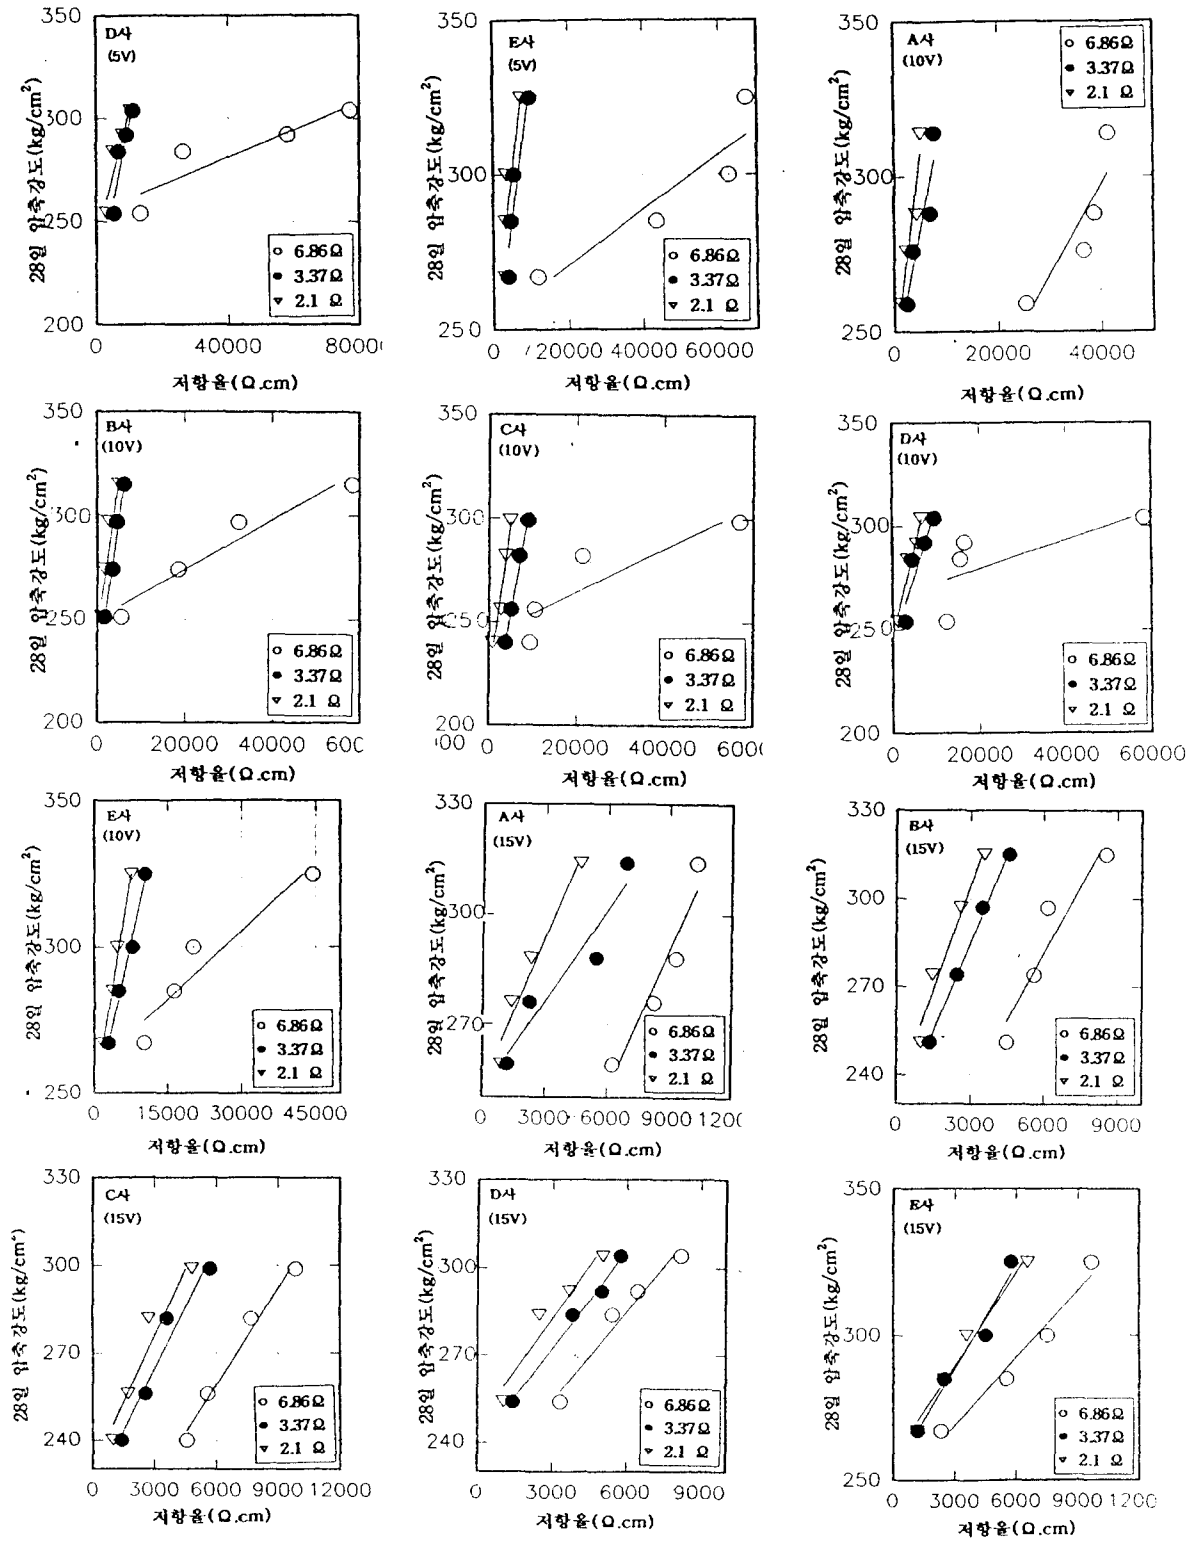 350
D사
(5V)
300
250
200
28일 압축강도(kg/cm²)
○ 6.86Ω
● 3.37Ω
▽ 2.1 Ω
0 40000 80000
저항율(Ω.cm)
350
E사
(5V)
300
250
28일 압축강도(kg/cm²)
○ 6.86Ω
● 3.37Ω
▼ 2.1 Ω
0 20000 40000 60000
저항율(Ω.cm)
350
A사
(10V)
300
250
28일 압축강도(kg/cm²)
○ 6.86Ω
● 3.37Ω
▼ 2.1 Ω
0 20000 40000
저항율(Ω.cm)
350
B사
(10V)
300
250
200
28일 압축강도(kg/cm²)
○ 6.86Ω
● 3.37Ω
▽ 2.1 Ω
0 20000 40000 600
저항율(Ω.cm)
350
C사
(10V)
300
250
200
28일 압축강도(kg/cm²)
○ 6.86Ω
● 3.37Ω
▽ 2.1 Ω
00 0 20000 40000 6000
저항율(Ω.cm)
350
D사
(10V)
300
250
200
28일 압축강도(kg/cm²)
○ 6.86Ω
● 3.37Ω
▽ 2.1 Ω
0 20000 40000 60000
저항율(Ω.cm)
350
E사
(10V)
300
250
28일 압축강도(kg/cm²)
○ 6.86Ω
● 3.37Ω
▽ 2.1 Ω
0 15000 30000 45000
저항율(Ω.cm)
330
A사
(15V)
300
270
28일 압축강도(kg/cm²)
○ 6.86Ω
● 3.37Ω
▽ 2.1 Ω
0 3000 6000 9000 1200
저항율(Ω.cm)
330
B사
(15V)
300
270
240
28일 압축강도(kg/cm²)
○ 6.86Ω
● 3.37Ω
▽ 2.1 Ω
0 3000 6000 9000
저항율(Ω.cm)
330
C사
(15V)
300
270
240
28일 압축강도(kg/cm²)
○ 6.86Ω
● 3.37Ω
▽ 2.1 Ω
0 3000 6000 9000 12000
저항율(Ω.cm)
330
D사
(15V)
300
270
240
28일 압축강도(kg/cm²)
○ 6.86Ω
● 3.37Ω
▽ 2.1 Ω
0 3000 6000 9000
저항율(Ω.cm)
350
E사
(15V)
300
250
28일 압축강도(kg/cm²)
○ 6.86Ω
● 3.37Ω
▼ 2.1 Ω
0 3000 6000 9000 1200
저항율(Ω.cm)